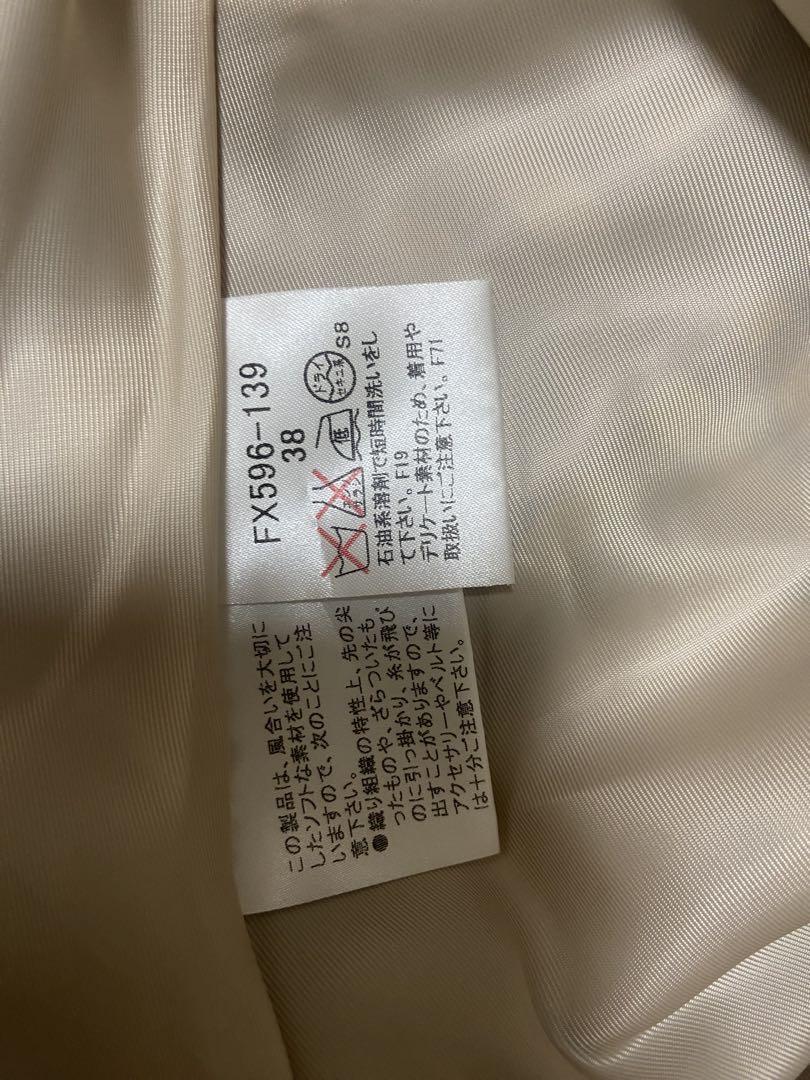 FX596-139
38
エンソサラシ
低
ドライ
セキユ系
S8
石油系溶剤で短時間洗いをし
て下さい。F19
デリケート素材のため、着用や
取扱いにご注意下さい。F71
この製品は、風合いを大切に
したソフトな素材を使用して
いますので、次のことにご注
意下さい。
●織り組織の特性上、先の尖
ったものや、ざらついたも
のに引っ掛かり、糸が飛び
出すことがありますので、
アクセサリーやベルト等に
は十分ご注意下さい。